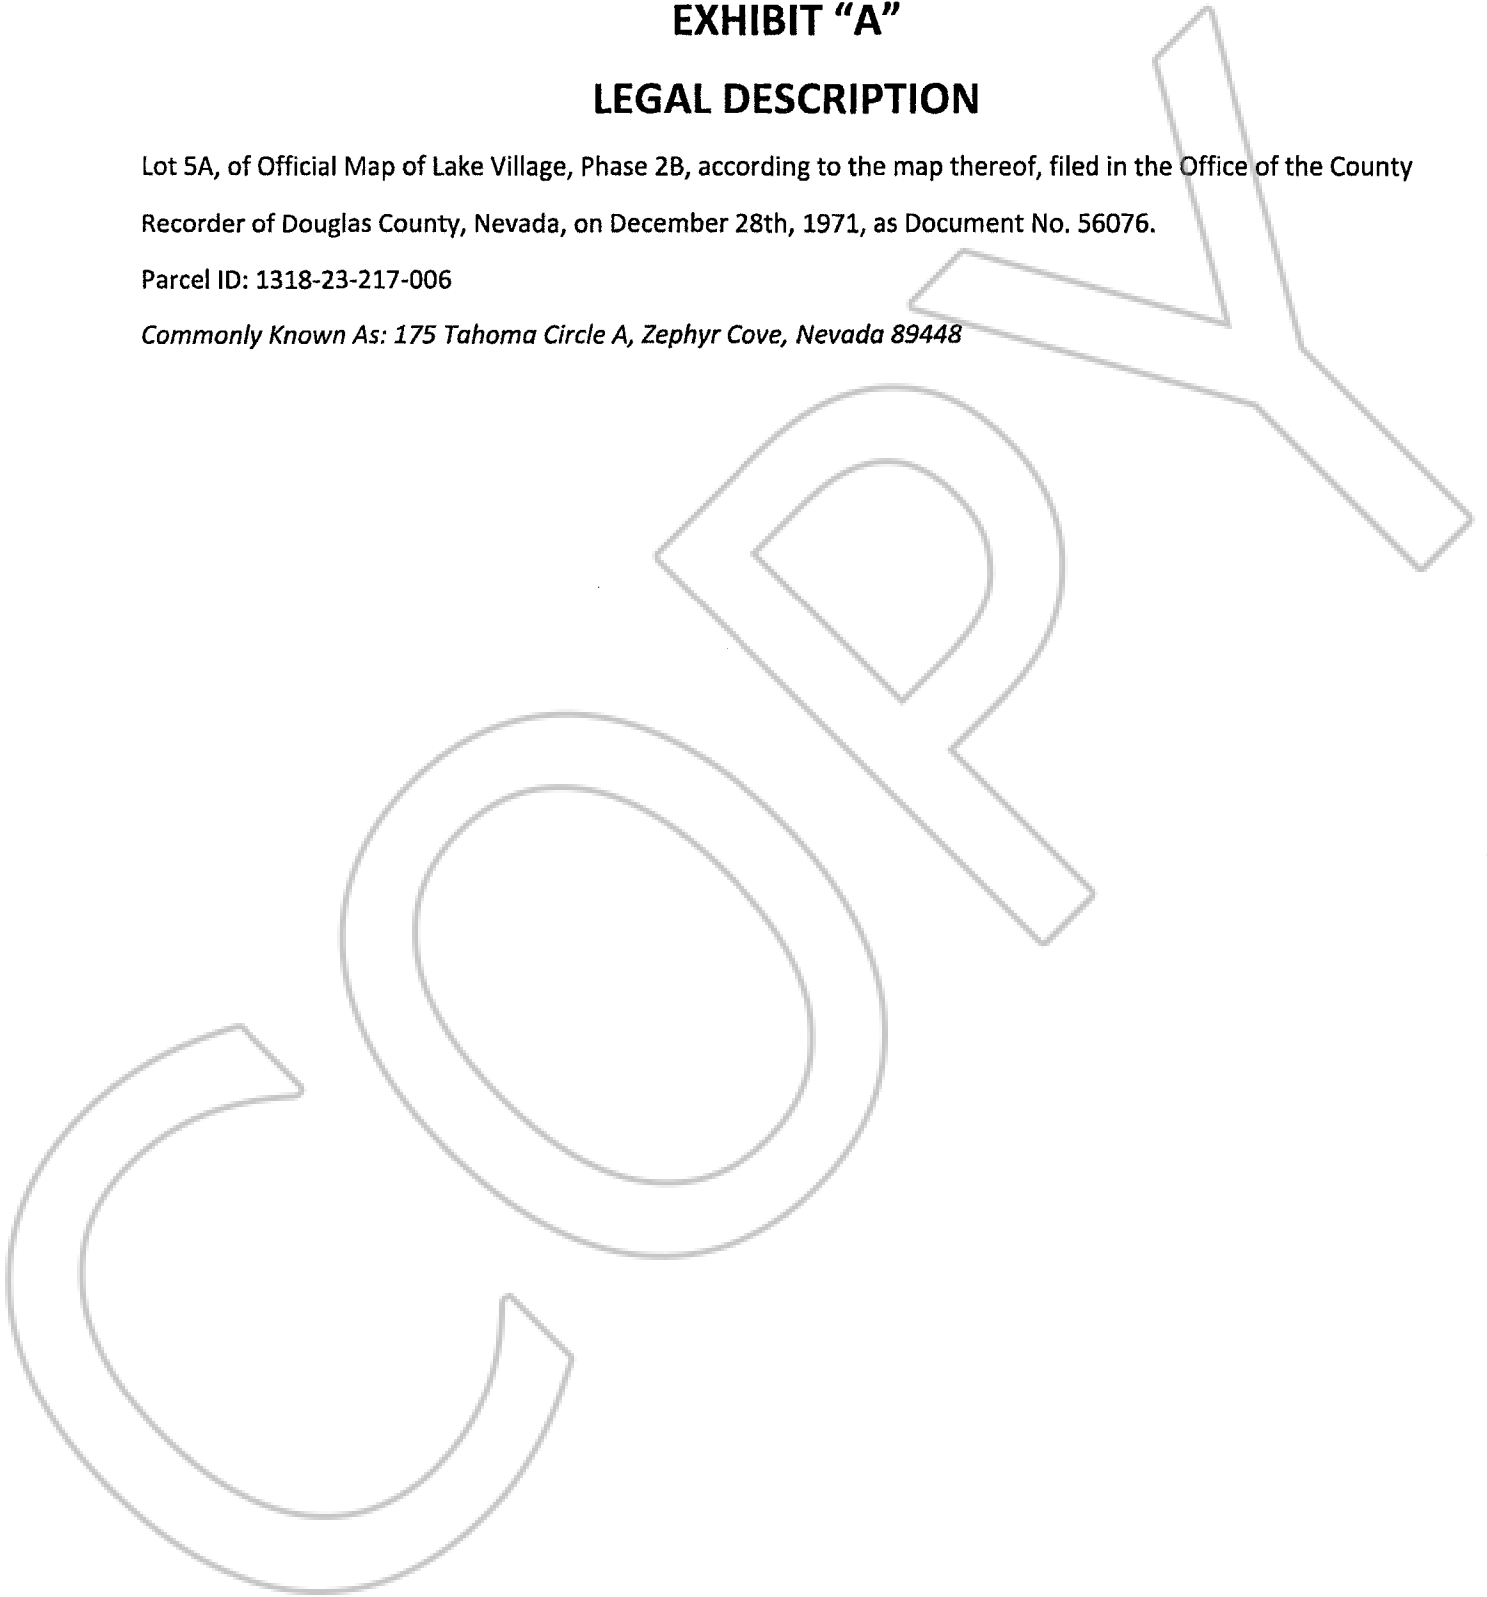 EXHIBIT “A”
LEGAL DESCRIPTION
Lot 5A, of Official Map of Lake Village, Phase 2B, according to the map thereof, filed in the Office of the County
Recorder of Douglas County, Nevada, on December 28th, 1971, as Document No. 56076.
Parcel ID: 1318-23-217-006
Commonly Known As: 175 Tahoma Circle A, Zephyr Cove, Nevada 89448
COPY